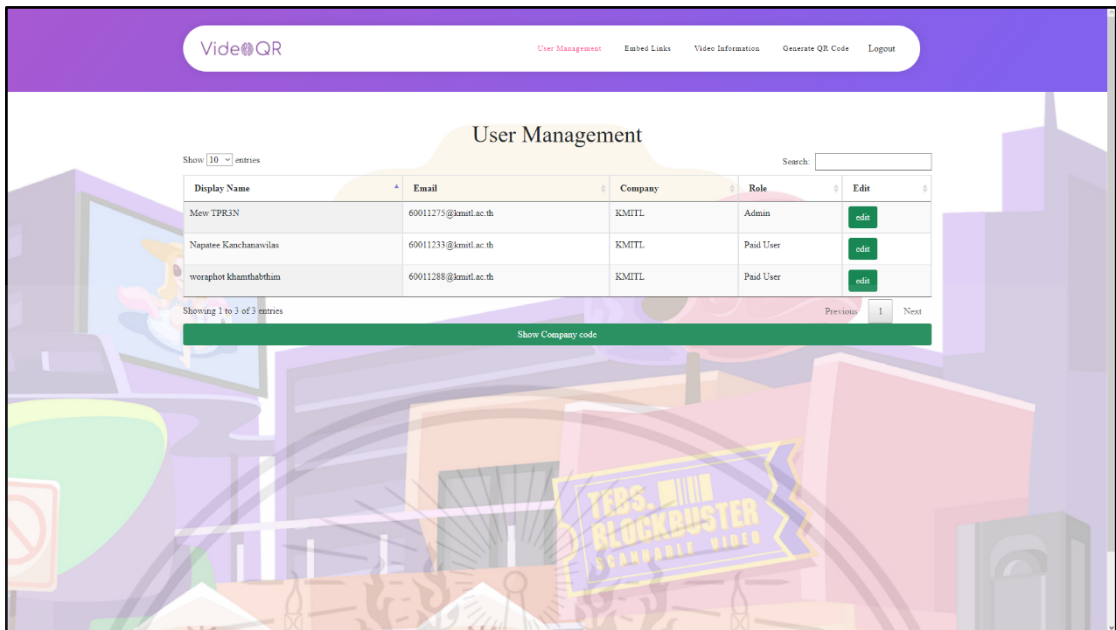 VideoQR
User Management Embed Links Video Information Generate QR Code Logout
User Management
Show 10 entries
Search:
Display Name Email Company Role Edit
Mew TPR3N 60011275@kmitl.ac.th KMITL Admin edit
Napatee Kanchanawilas 60011233@kmitl.ac.th KMITL Paid User edit
woraphot khamthabthim 60011288@kmitl.ac.th KMITL Paid User edit
Showing 1 to 3 of 3 entries
Previous 1 Next
Show Company code
TEDS.
BLOCKBUSTER
SCANNABLE VIDEO